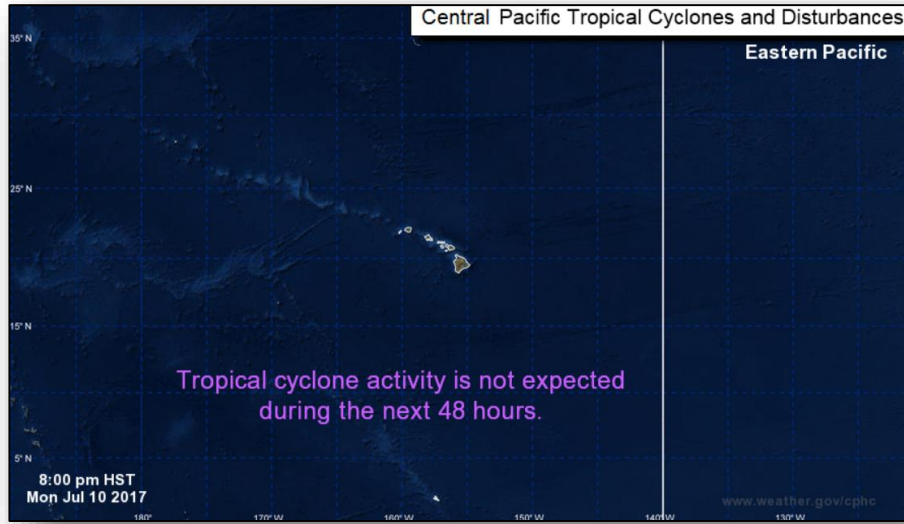 Central Pacific Tropical Cyclones and Disturbances
35° N
Eastern Pacific
25° N
15° N
Tropical cyclone activity is not expected
during the next 48 hours.
5° N
8:00 pm HST
Mon Jul 10 2017
www.weather.gov/cphc
180° 170° W 160° W 150° W 140° W 130° W